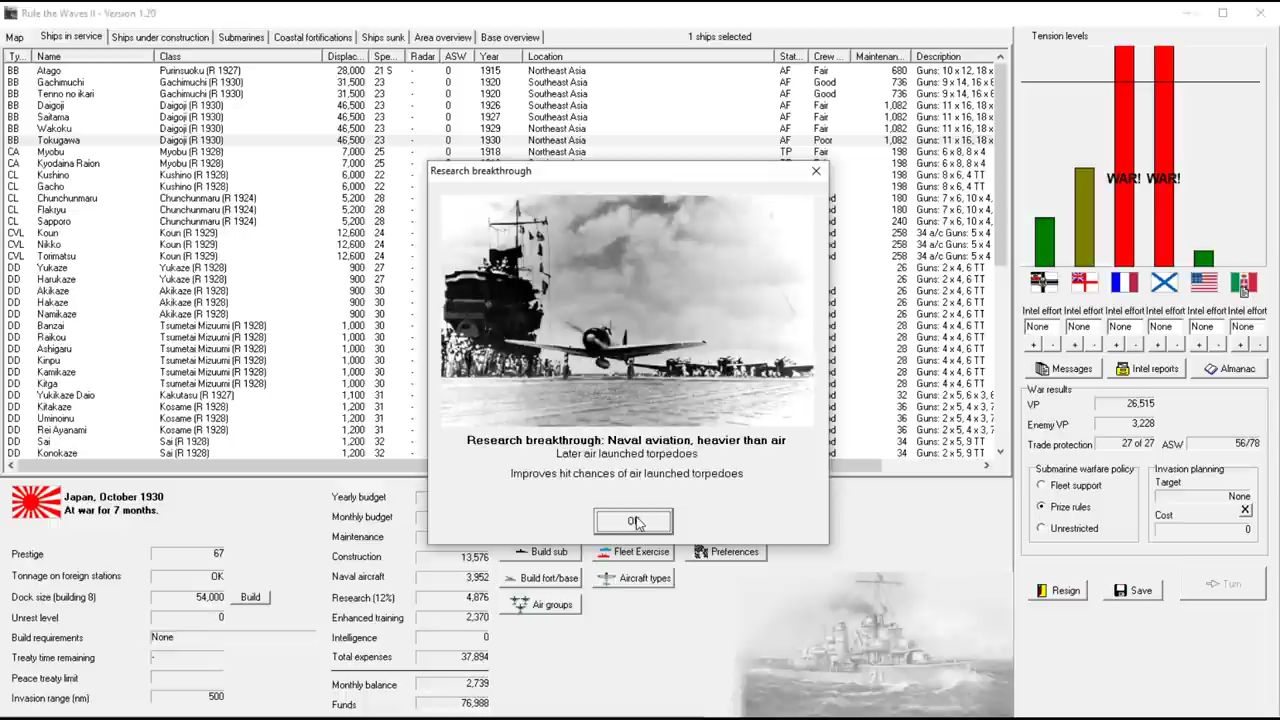 Rule the Waves II - Version 1.20
Map Ships in service Ships under construction Submarines Coastal fortifications Ships sunk Area overview Base overview 1 ships selected
Ty... Name Class Displac... Spe... Radar ASW Year Location Stat... Crew ... Maintenan... Description
BB Atago Purinsuoku (R 1927) 28,000 21 S - 0 1915 Northeast Asia AF Fair 680 Guns: 10 x 12, 18 x
BB Gachimuchi Gachimuchi (R 1930) 31,500 23 - 0 1920 Southeast Asia AF Good 736 Guns: 9 x 14, 16 x 6
BB Tenno no ikari Gachimuchi (R 1930) 31,500 23 - 0 1920 Southeast Asia AF Good 736 Guns: 9 x 14, 16 x 6
BB Daigoji Daigoji (R 1930) 46,500 23 - 0 1926 Southeast Asia AF Fair 1,082 Guns: 11 x 16, 18 x
BB Saitama Daigoji (R 1930) 46,500 23 - 0 1927 Southeast Asia AF Fair 1,082 Guns: 11 x 16, 18 x
BB Wakoku Daigoji (R 1930) 46,500 23 - 0 1929 Northeast Asia AF Fair 1,082 Guns: 11 x 16, 18 x
BB Tokugawa Daigoji (R 1930) 46,500 23 - 0 1930 Northeast Asia AF Poor 1,082 Guns: 11 x 16, 18 x
CA Myobu Myobu (R 1928) 7,000 25 - 0 1918 Northeast Asia TP Fair 198 Guns: 6 x 8, 8 x 4
CA Kyodaina Raion Myobu (R 1928) 7,000 25 198 Guns: 6 x 8, 8 x 4
CL Kushino Kushino (R 1928) 6,000 22 198 Guns: 8 x 6, 4 TT
CL Gacho Kushino (R 1928) 6,000 22 198 Guns: 8 x 6, 4 TT
CL Chunchunmaru Chunchunmaru (R 1924) 5,200 28 180 Guns: 7 x 6, 10 x 4
CL Flakiyu Chunchunmaru (R 1924) 5,200 28 180 Guns: 7 x 6, 10 x 4
CL Sapporo Chunchunmaru (R 1924) 5,200 28 240 Guns: 7 x 6, 10 x 4
CVL Koun Koun (R 1929) 12,600 24 258 34 a/c Guns: 5 x 4
CVL Nikko Koun (R 1929) 12,600 24 258 34 a/c Guns: 5 x 4
CVL Torimatsu Koun (R 1929) 12,600 24 258 34 a/c Guns: 5 x 4
DD Yukaze Yukaze (R 1928) 900 27 26 Guns: 2 x 4, 6 TT
DD Harukaze Yukaze (R 1928) 900 27 26 Guns: 2 x 4, 6 TT
DD Akikaze Akikaze (R 1928) 900 30 26 Guns: 2 x 4, 6 TT
DD Hakaze Akikaze (R 1928) 900 30 26 Guns: 2 x 4, 6 TT
DD Namikaze Akikaze (R 1928) 900 30 26 Guns: 2 x 4, 6 TT
DD Banzai Tsumetai Mizuumi (R 1928) 1,000 30 28 Guns: 4 x 4, 6 TT
DD Raikou Tsumetai Mizuumi (R 1928) 1,000 30 28 Guns: 4 x 4, 6 TT
DD Ashigaru Tsumetai Mizuumi (R 1928) 1,000 30 28 Guns: 4 x 4, 6 TT
DD Kinpu Tsumetai Mizuumi (R 1928) 1,000 30 28 Guns: 4 x 4, 6 TT
DD Kamikaze Tsumetai Mizuumi (R 1928) 1,000 30 28 Guns: 4 x 4, 6 TT
DD Kitga Tsumetai Mizuumi (R 1928) 1,000 30 28 Guns: 4 x 4, 6 TT
DD Yukikaze Daio Kakutasu (R 1927) 1,100 31 32 Guns: 2 x 5, 6 x 3,
DD Kitakaze Kosame (R 1928) 1,200 31 36 Guns: 2 x 5, 4 x 3,
DD Uminoinu Kosame (R 1928) 1,200 31 36 Guns: 2 x 5, 4 x 3,
DD Rei Ayanami Kosame (R 1928) 1,200 31 36 Guns: 2 x 5, 4 x 3,
DD Sai Sai (R 1928) 1,200 32 34 Guns: 2 x 5, 9 TT
DD Konokaze Sai (R 1928) 1,200 32 34 Guns: 2 x 5, 9 TT
Research breakthrough
Research breakthrough: Naval aviation, heavier than air
Later air launched torpedoes
Improves hit chances of air launched torpedoes
Tension levels
WAR! WAR!
Intel effort Intel effort Intel effort Intel effort Intel effort Intel effort
None None None None None None
+ - + - + - + - + - + -
Messages Intel reports Almanac
War results
VP 26,515
Enemy VP 3,228
Trade protection 27 of 27 ASW 56/78
Submarine warfare policy
Fleet support
Prize rules
Unrestricted
Invasion planning
Target
None
Cost X
0
Resign Save Turn
Japan, October 1930
At war for 7 months.
Prestige 67
Tonnage on foreign stations OK
Dock size (building 8) 54,000 Build
Unrest level 0
Build requirements None
Treaty time remaining -
Peace treaty limit
Invasion range (nm) 500
Yearly budget
Monthly budget
Maintenance
Construction 13,576
Naval aircraft 3,952
Research (12%) 4,876
Enhanced training 2,370
Intelligence 0
Total expenses 37,894
Monthly balance 2,739
Funds 76,988
Build sub Fleet Exercise Preferences
Build fort/base Aircraft types
Air groups